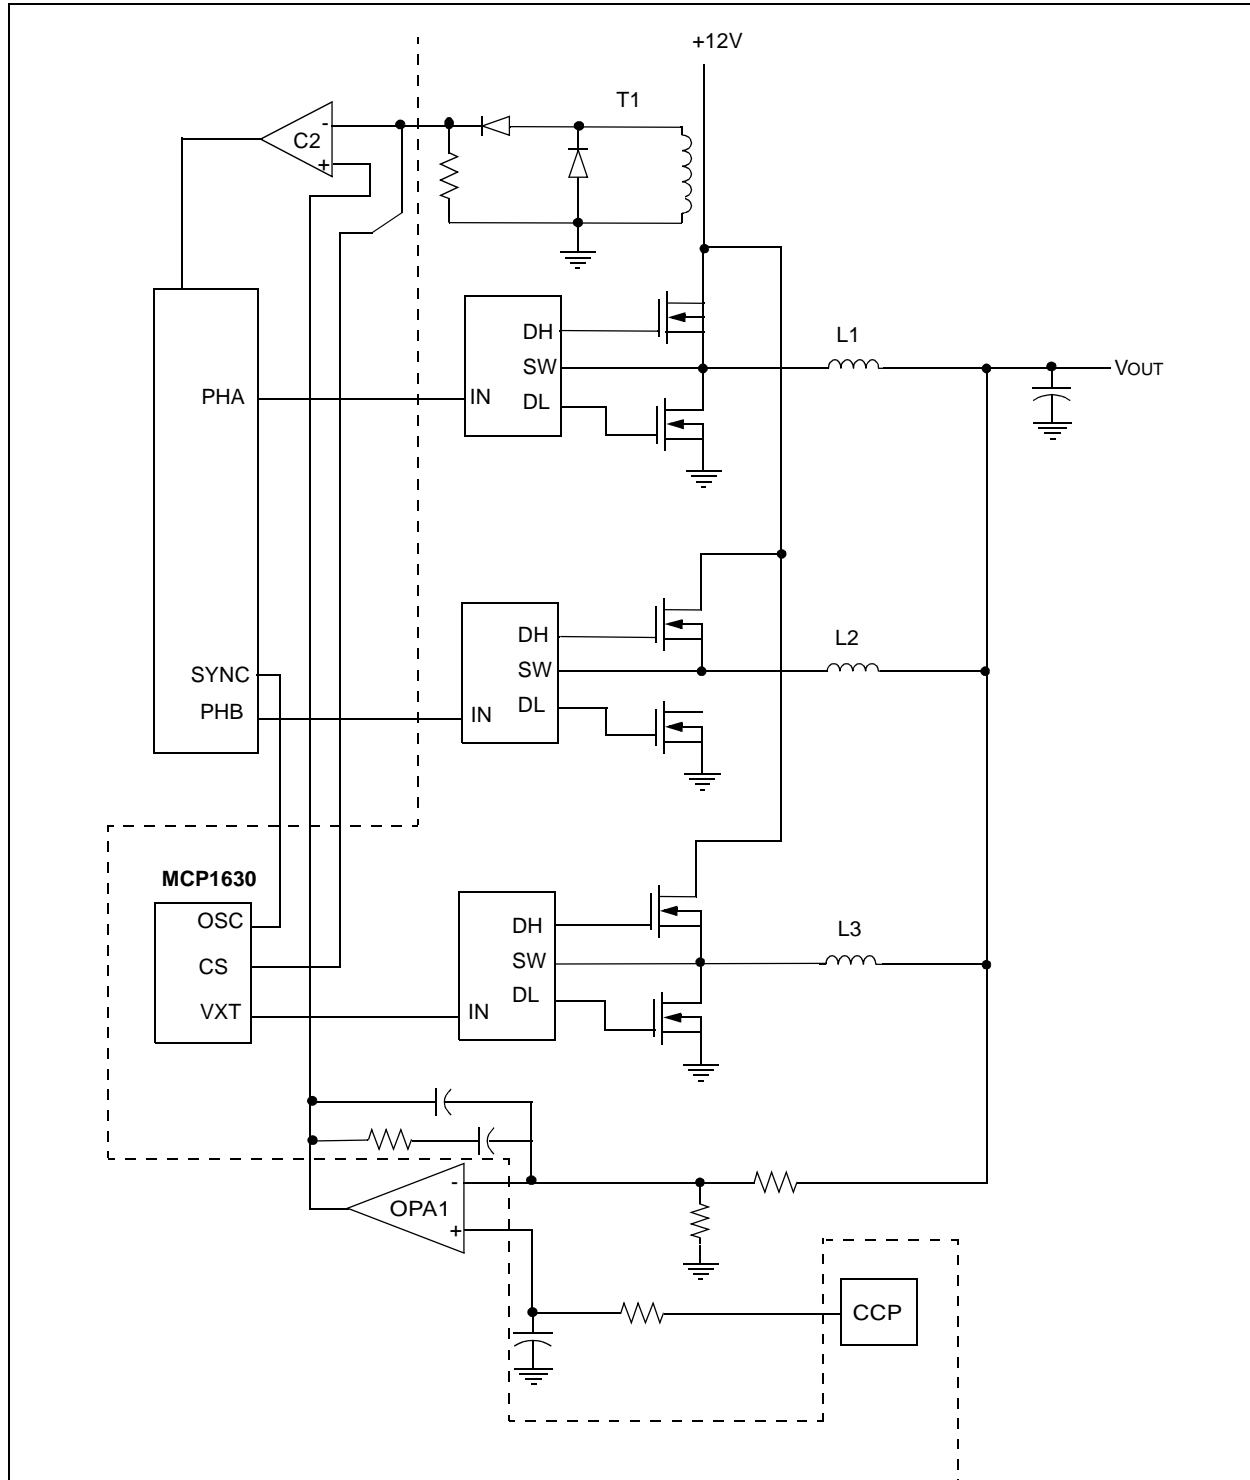 +12V
T1
-
C2
+
DH
SW
DL
IN
L1
VOUT
PHA
DH
SW
DL
IN
L2
SYNC
PHB
MCP1630
OSC
CS
VXT
DH
SW
DL
IN
L3
-
OPA1
+
CCP